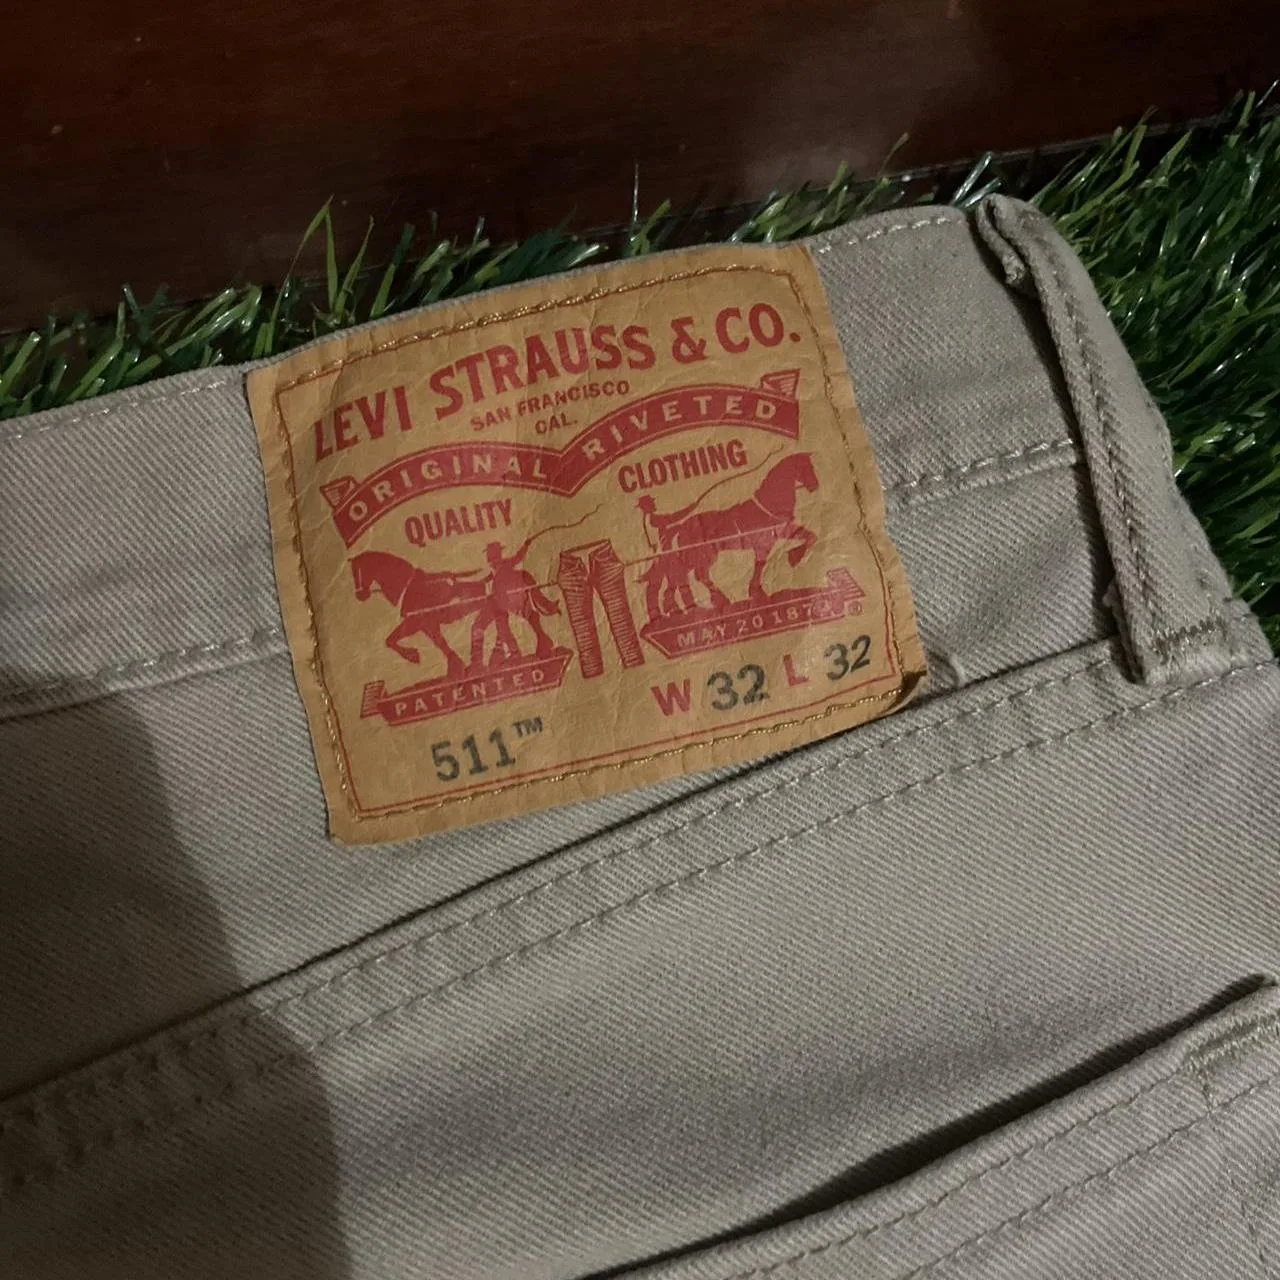 LEVI STRAUSS & CO.
SAN FRANCISCO
CAL.
ORIGINAL RIVETED
QUALITY CLOTHING
PATENTED MAY 20 1873 ®
511™ W 32 L 32